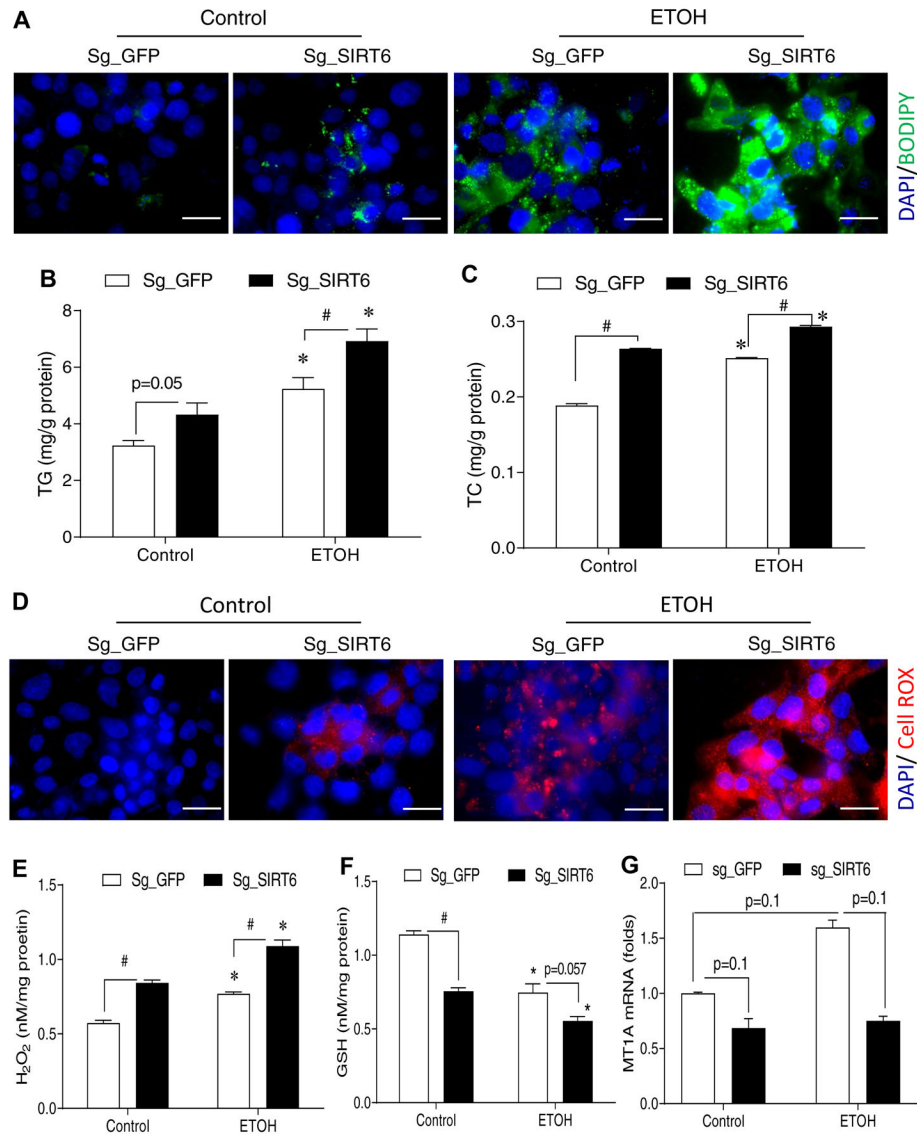 A
Control
ETOH
Sg_GFP
Sg_SIRT6
Sg_GFP
Sg_SIRT6
DAPI/BODIPY
B
Sg_GFP
Sg_SIRT6
TG (mg/g protein)
8
6
4
2
0
p=0.05
#
*
*
Control
ETOH
C
Sg_GFP
Sg_SIRT6
TC (mg/g protein)
0.3
0.2
0.1
0.0
#
#
*
*
Control
ETOH
D
Control
ETOH
Sg_GFP
Sg_SIRT6
Sg_GFP
Sg_SIRT6
DAPI/ Cell ROX
E
Sg_GFP
Sg_SIRT6
H₂O₂ (nM/mg proetin)
1.5
1.0
0.5
0.0
#
#
*
*
Control
ETOH
F
Sg_GFP
Sg_SIRT6
GSH (nM/mg protein)
1.5
1.0
0.5
0.0
#
*
p=0.057
*
Control
ETOH
G
sg_GFP
sg_SIRT6
MT1A mRNA (folds)
2.0
1.5
1.0
0.5
0.0
p=0.1
p=0.1
p=0.1
Control
ETOH